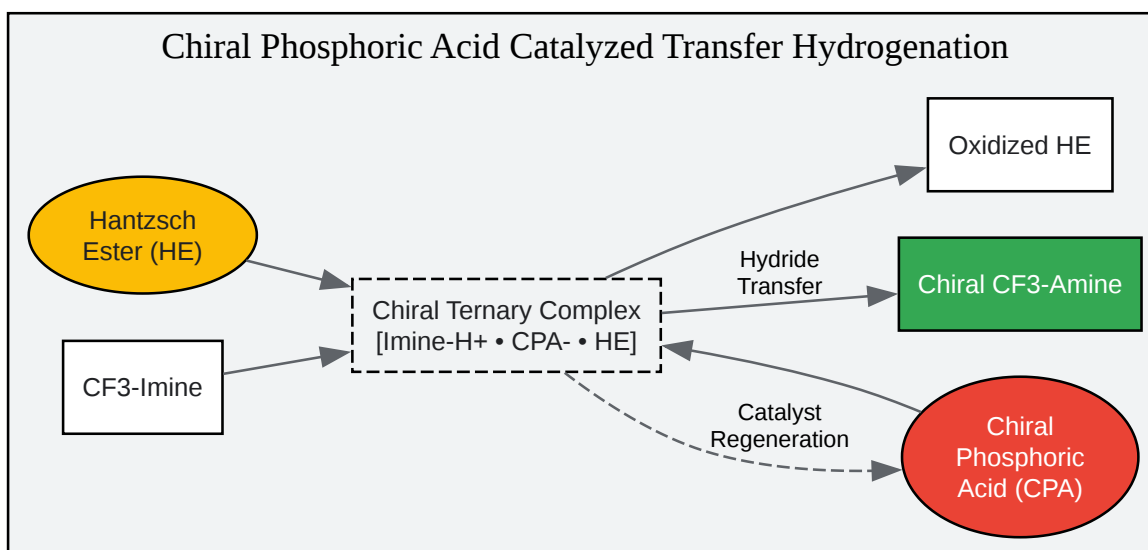 Chiral Phosphoric Acid Catalyzed Transfer Hydrogenation
Oxidized HE
Hantzsch
Ester (HE)
Hydride
Transfer
Chiral CF3-Amine
Chiral Ternary Complex
[Imine-H+ • CPA- • HE]
CF3-Imine
Catalyst
Regeneration
Chiral
Phosphoric
Acid (CPA)